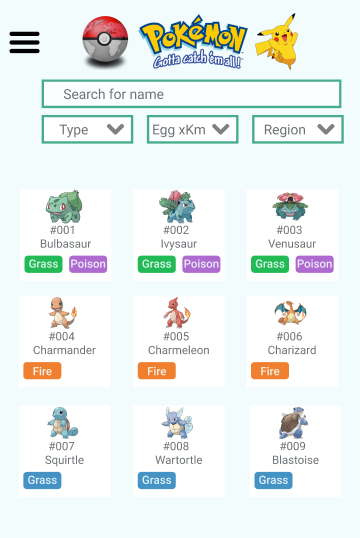 POKéMON
Gotta catch 'em all!
Search for name
Type Egg xKm Region
#001 #002 #003
Bulbasaur Ivysaur Venusaur
Grass Poison Grass Poison Grass Poison
#004 #005 #006
Charmander Charmeleon Charizard
Fire Fire Fire
#007 #008 #009
Squirtle Wartortle Blastoise
Grass Grass Grass